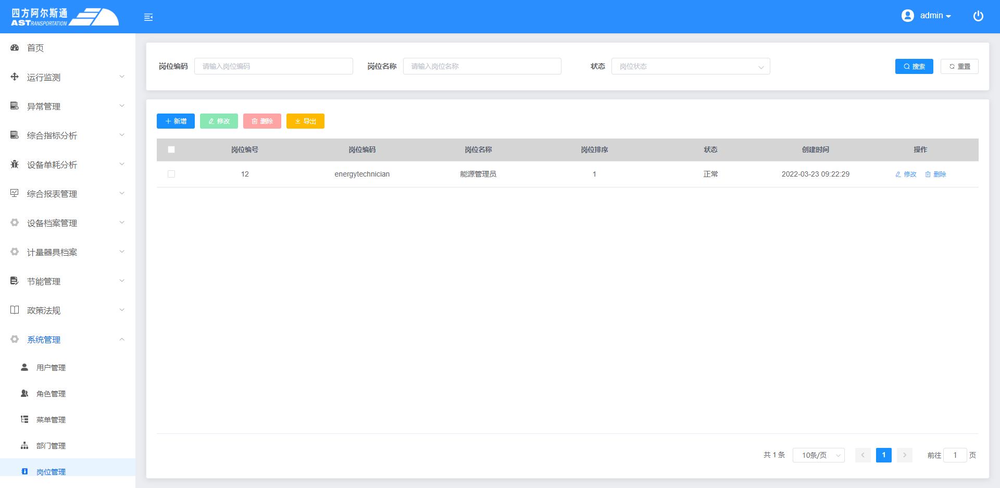 四方阿尔斯通
ASTRANSPORTATION
admin
首页
运行监测
异常管理
综合指标分析
设备单耗分析
综合报表管理
设备档案管理
计量器具档案
节能管理
政策法规
系统管理
用户管理
角色管理
菜单管理
部门管理
岗位管理
岗位编码 请输入岗位编码 岗位名称 请输入岗位名称 状态 岗位状态 搜索 重置
新增 修改 删除 导出
岗位编号 岗位编码 岗位名称 岗位排序 状态 创建时间 操作
12 energytechnician 能源管理员 1 正常 2022-03-23 09:22:29 修改 删除
共 1 条 10条/页 1 前往 1 页